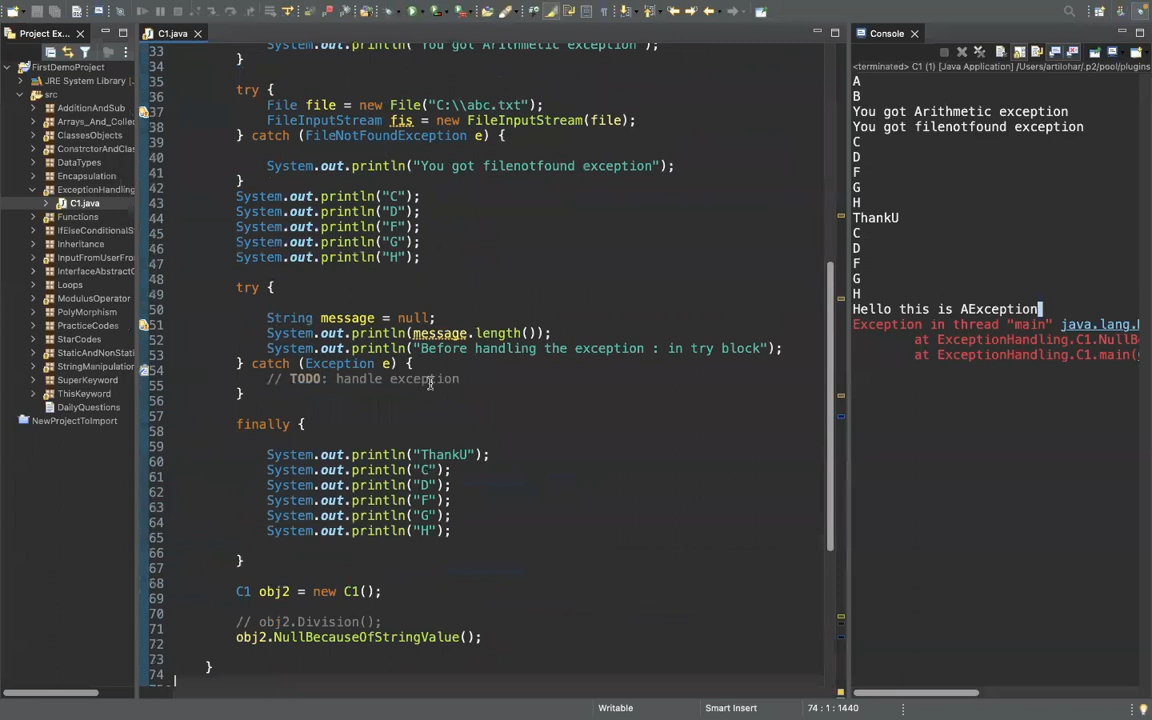 Project Ex...
C1.java
FirstDemoProject
JRE System Library [
src
AdditionAndSub
Arrays_And_Collec
ClassesObjects
ConstrctorAndClas
DataTypes
Encapsulation
ExceptionHandling
C1.java
Functions
IfElseConditionalS
Inheritance
InputFromUserFro
InterfaceAbstractC
Loops
ModulusOperator
PolyMorphism
PracticeCodes
StarCodes
StaticAndNonStati
StringManipulatio
SuperKeyword
ThisKeyword
DailyQuestions
NewProjectToImport
33 System.out.println("You got Arithmetic exception");
34 }
35
36 try {
37 File file = new File("C:\\abc.txt");
38 FileInputStream fis = new FileInputStream(file);
39 } catch (FileNotFoundException e) {
40
41 System.out.println("You got filenotfound exception");
42 }
43 System.out.println("C");
44 System.out.println("D");
45 System.out.println("F");
46 System.out.println("G");
47 System.out.println("H");
48
49 try {
50
51 String message = null;
52 System.out.println(message.length());
53 System.out.println("Before handling the exception : in try block");
54 } catch (Exception e) {
55 // TODO: handle exception
56 }
57
58 finally {
59
60 System.out.println("ThankU");
61 System.out.println("C");
62 System.out.println("D");
63 System.out.println("F");
64 System.out.println("G");
65 System.out.println("H");
66
67 }
68
69 C1 obj2 = new C1();
70
71 // obj2.Division();
72 obj2.NullBecauseOfStringValue();
73
74 }
Console
<terminated> C1 (1) [Java Application] /Users/artilohar/.p2/pool/plugins
A
B
You got Arithmetic exception
You got filenotfound exception
C
D
F
G
H
ThankU
C
D
F
G
H
Hello this is AException
Exception in thread "main" java.lang.
at ExceptionHandling.C1.NullB
at ExceptionHandling.C1.main(
Writable
Smart Insert
74 : 1 : 1440